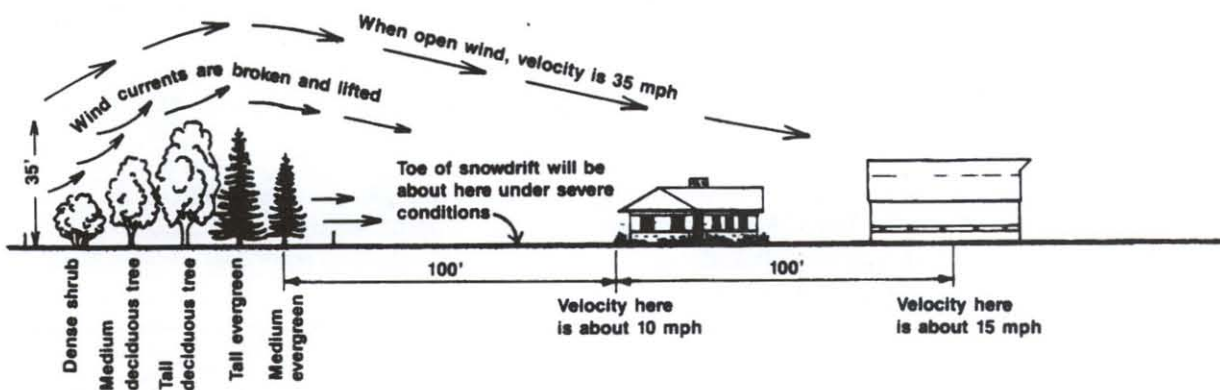 When open wind, velocity is 35 mph
Wind currents are broken and lifted
35'
Toe of snowdrift will be
about here under severe
conditions
100'
100'
Dense shrub
Medium
deciduous tree
Tall
deciduous tree
Tall evergreen
Medium
evergreen
Velocity here
is about 10 mph
Velocity here
is about 15 mph